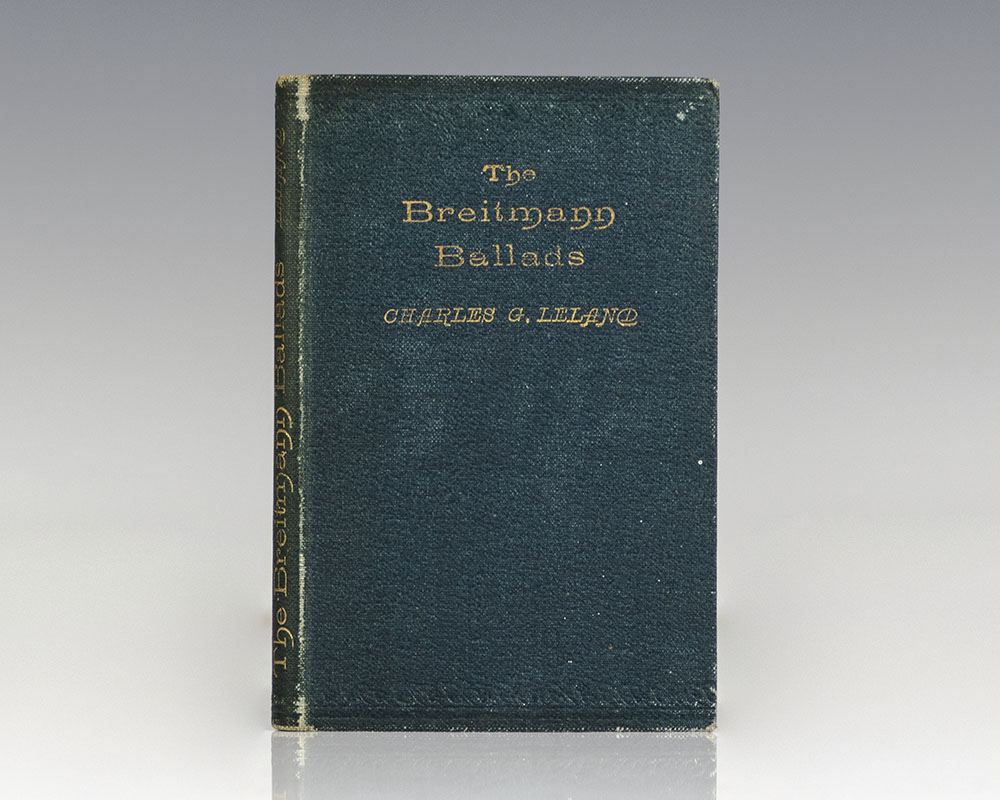 The
Breitmann
Ballads
CHARLES G. LELAND
The Breitmann Ballads